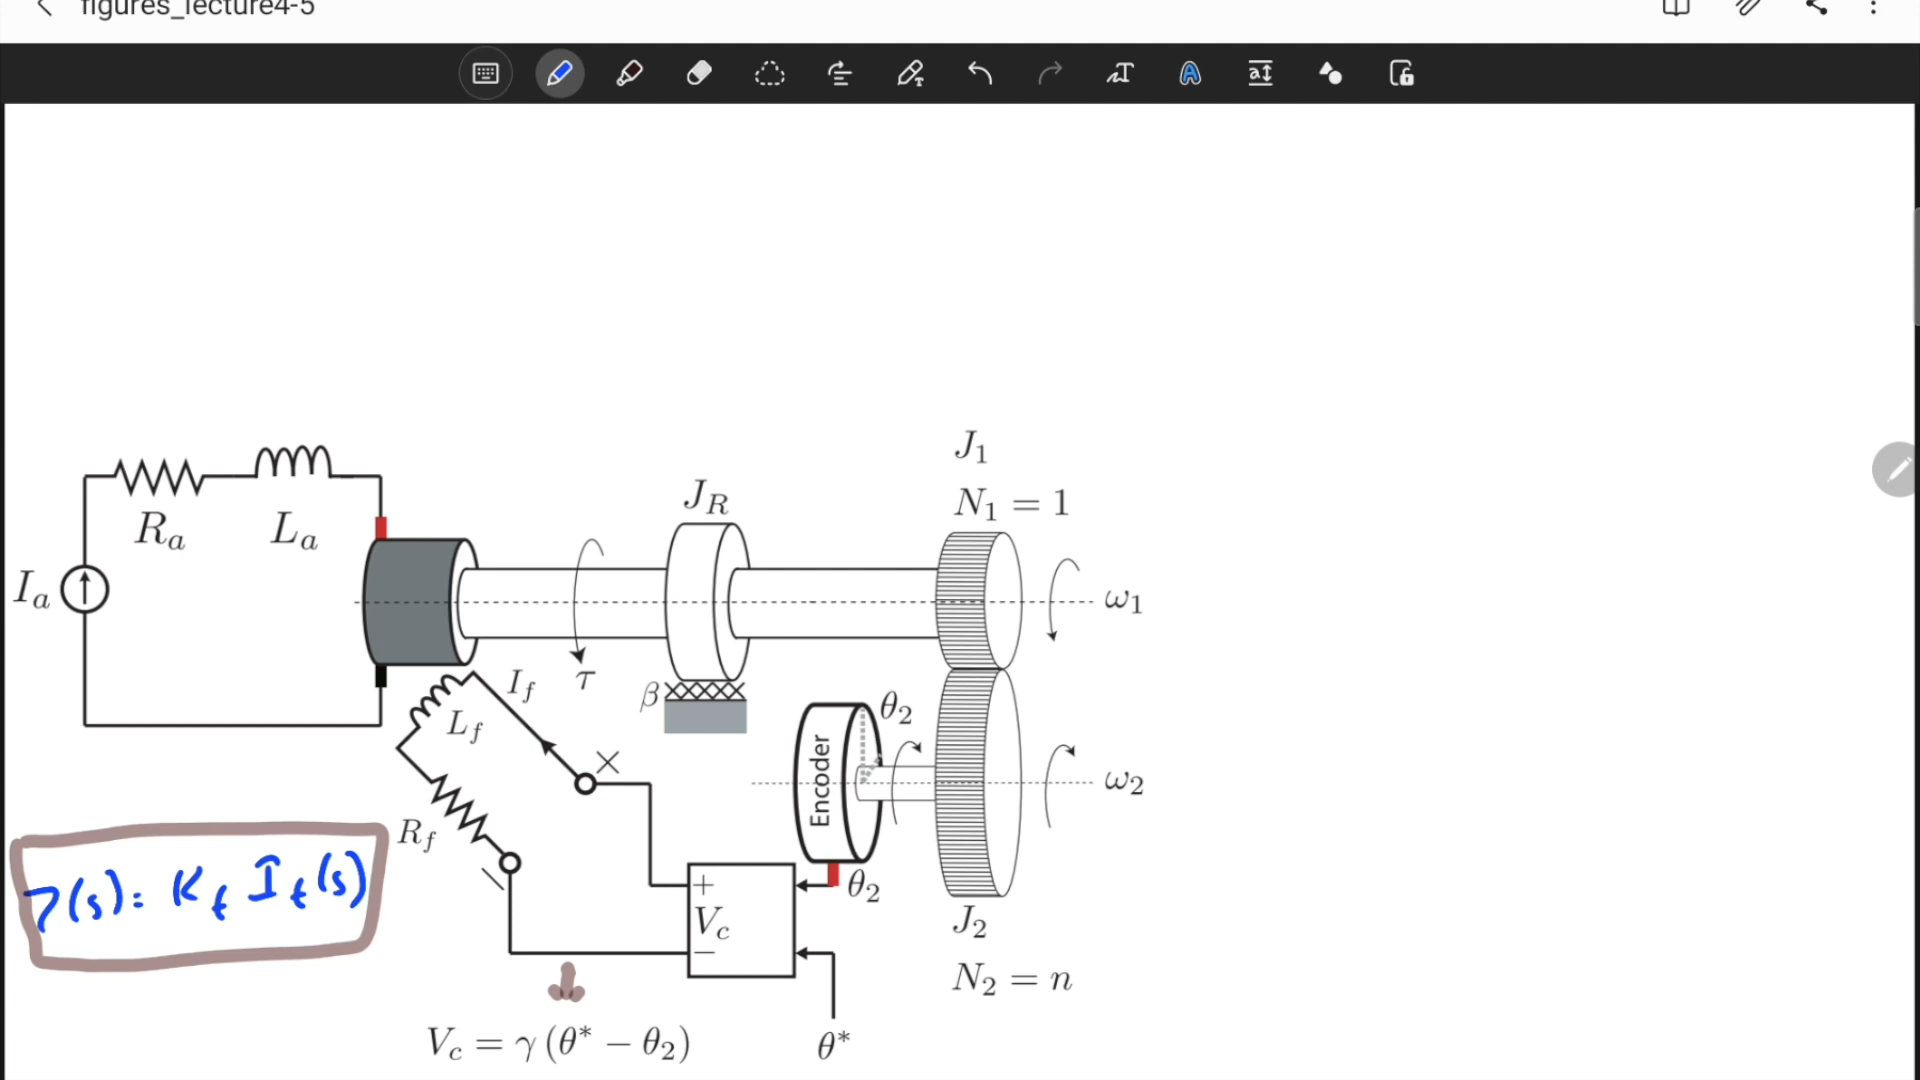 figures_lecture4-5
J_1
N_1 = 1
J_R
R_a
L_a
I_a
ω_1
τ
I_f
β
L_f
θ_2
Encoder
ω_2
R_f
τ(s) = K_f I_f(s)
+
V_c
−
θ_2
J_2
N_2 = n
V_c = γ (θ* − θ_2)
θ*